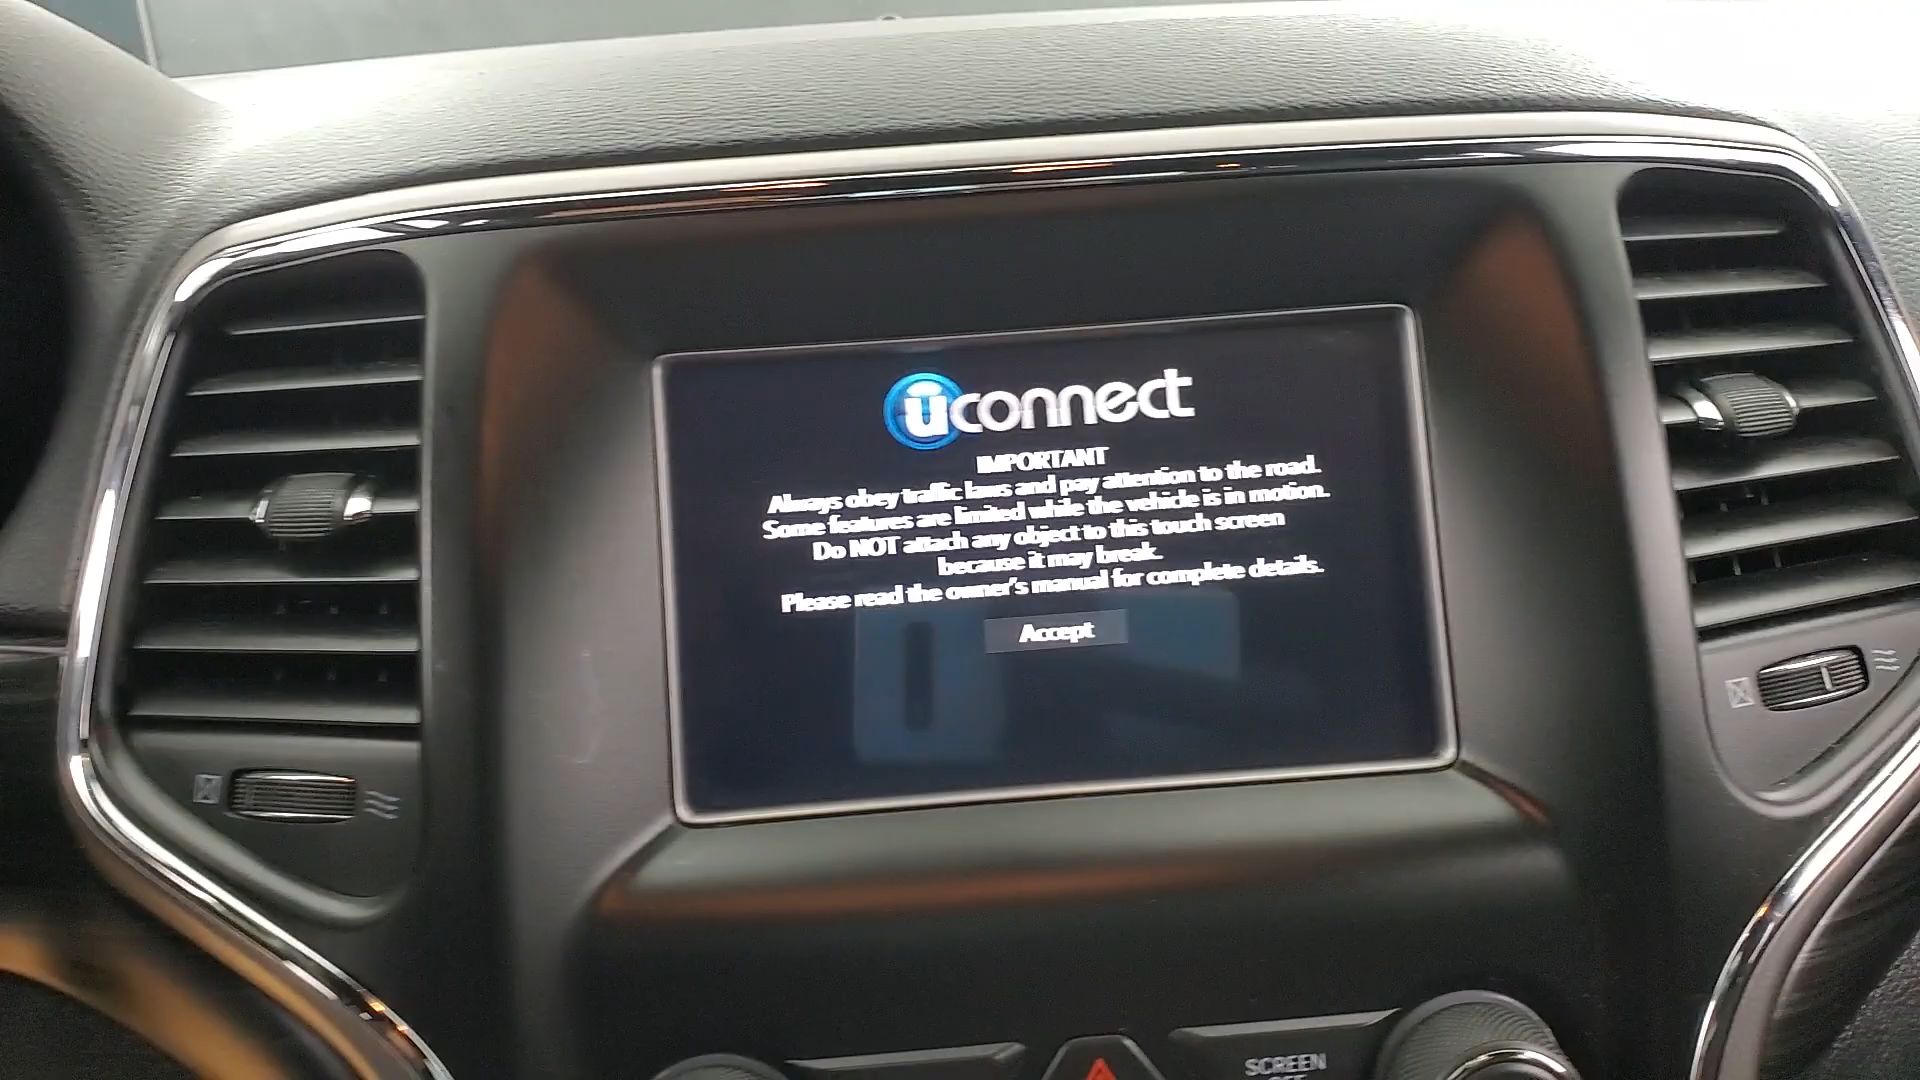 uconnect
IMPORTANT
Always obey traffic laws and pay attention to the road.
Some features are limited while the vehicle is in motion.
Do NOT attach any object to this touch screen
because it may break.
Please read the owner's manual for complete details.
Accept
SCREEN
OFF